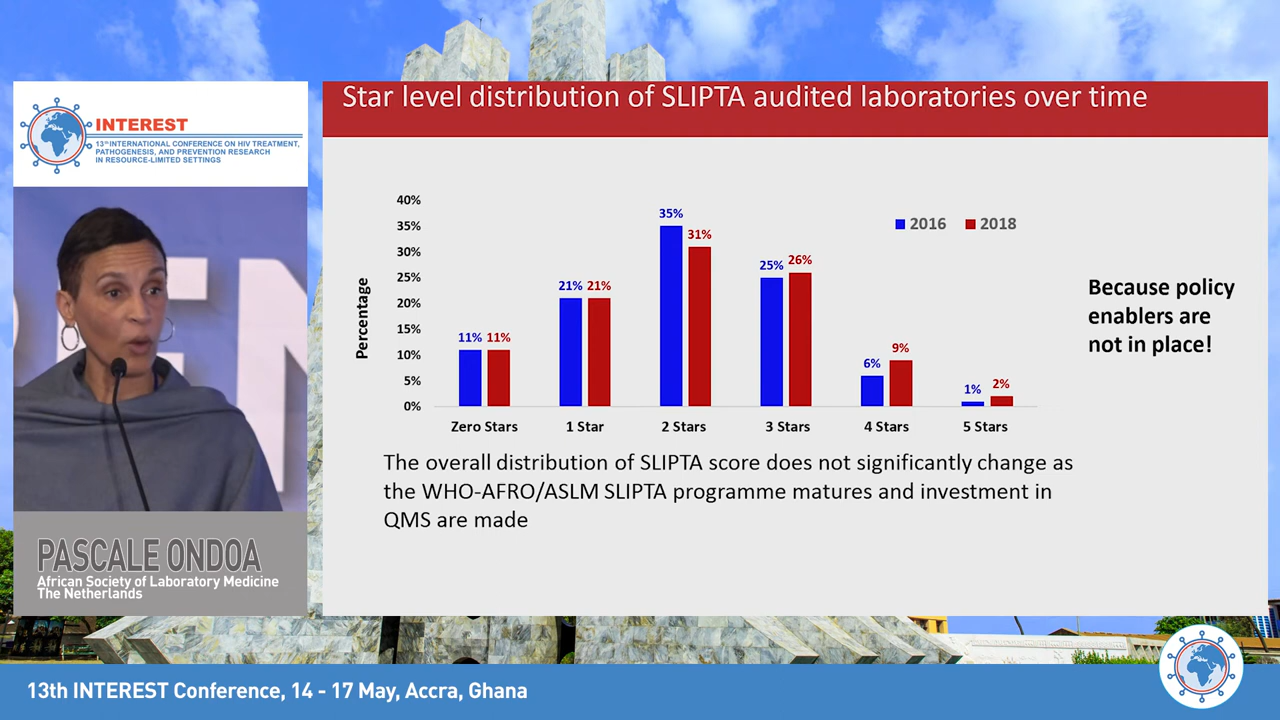 INTEREST
13th INTERNATIONAL CONFERENCE ON HIV TREATMENT,
PATHOGENESIS, AND PREVENTION RESEARCH
IN RESOURCE-LIMITED SETTINGS
PASCALE ONDOA
African Society of Laboratory Medicine
The Netherlands
Star level distribution of SLIPTA audited laboratories over time
40%
35%
30%
25%
20%
15%
10%
5%
0%
Percentage
11% 11%
21% 21%
35%
31%
25% 26%
6%
9%
1%
2%
Zero Stars 1 Star 2 Stars 3 Stars 4 Stars 5 Stars
2016 2018
Because policy
enablers are
not in place!
The overall distribution of SLIPTA score does not significantly change as
the WHO-AFRO/ASLM SLIPTA programme matures and investment in
QMS are made
13th INTEREST Conference, 14 - 17 May, Accra, Ghana